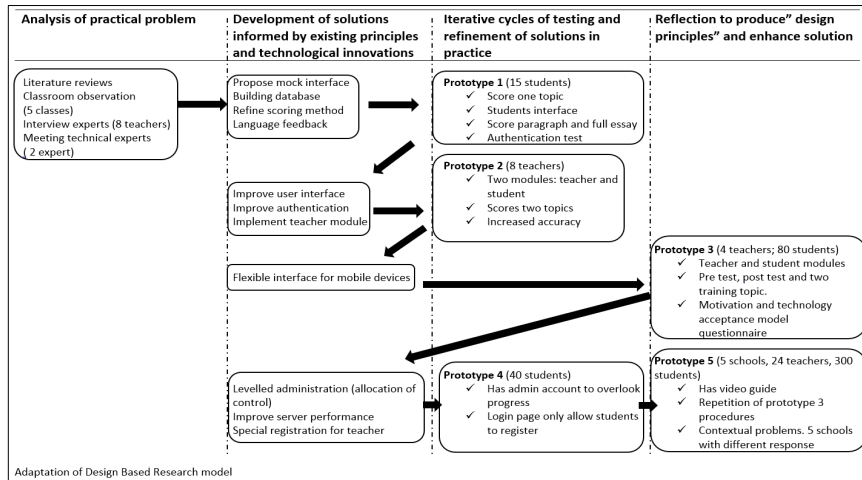 Analysis of practical problem
Development of solutions
informed by existing principles
and technological innovations
Iterative cycles of testing and
refinement of solutions in
practice
Reflection to produce” design
principles” and enhance solution
Literature reviews
Classroom observation
(5 classes)
Interview experts (8 teachers)
Meeting technical experts
( 2 expert)
Propose mock interface
Building database
Refine scoring method
Language feedback
Prototype 1 (15 students)
✓ Score one topic
✓ Students interface
✓ Score paragraph and full essay
✓ Authentication test
Improve user interface
Improve authentication
Implement teacher module
Prototype 2 (8 teachers)
✓ Two modules: teacher and
student
✓ Scores two topics
✓ Increased accuracy
Flexible interface for mobile devices
Prototype 3 (4 teachers; 80 students)
✓ Teacher and student modules
✓ Pre test, post test and two
training topic.
✓ Motivation and technology
acceptance model
questionnaire
Levelled administration (allocation of
control)
Improve server performance
Special registration for teacher
Prototype 4 (40 students)
✓ Has admin account to overlook
progress
✓ Login page only allow students
to register
Prototype 5 (5 schools, 24 teachers, 300
students)
✓ Has video guide
✓ Repetition of prototype 3
procedures
✓ Contextual problems. 5 schools
with different response
Adaptation of Design Based Research model